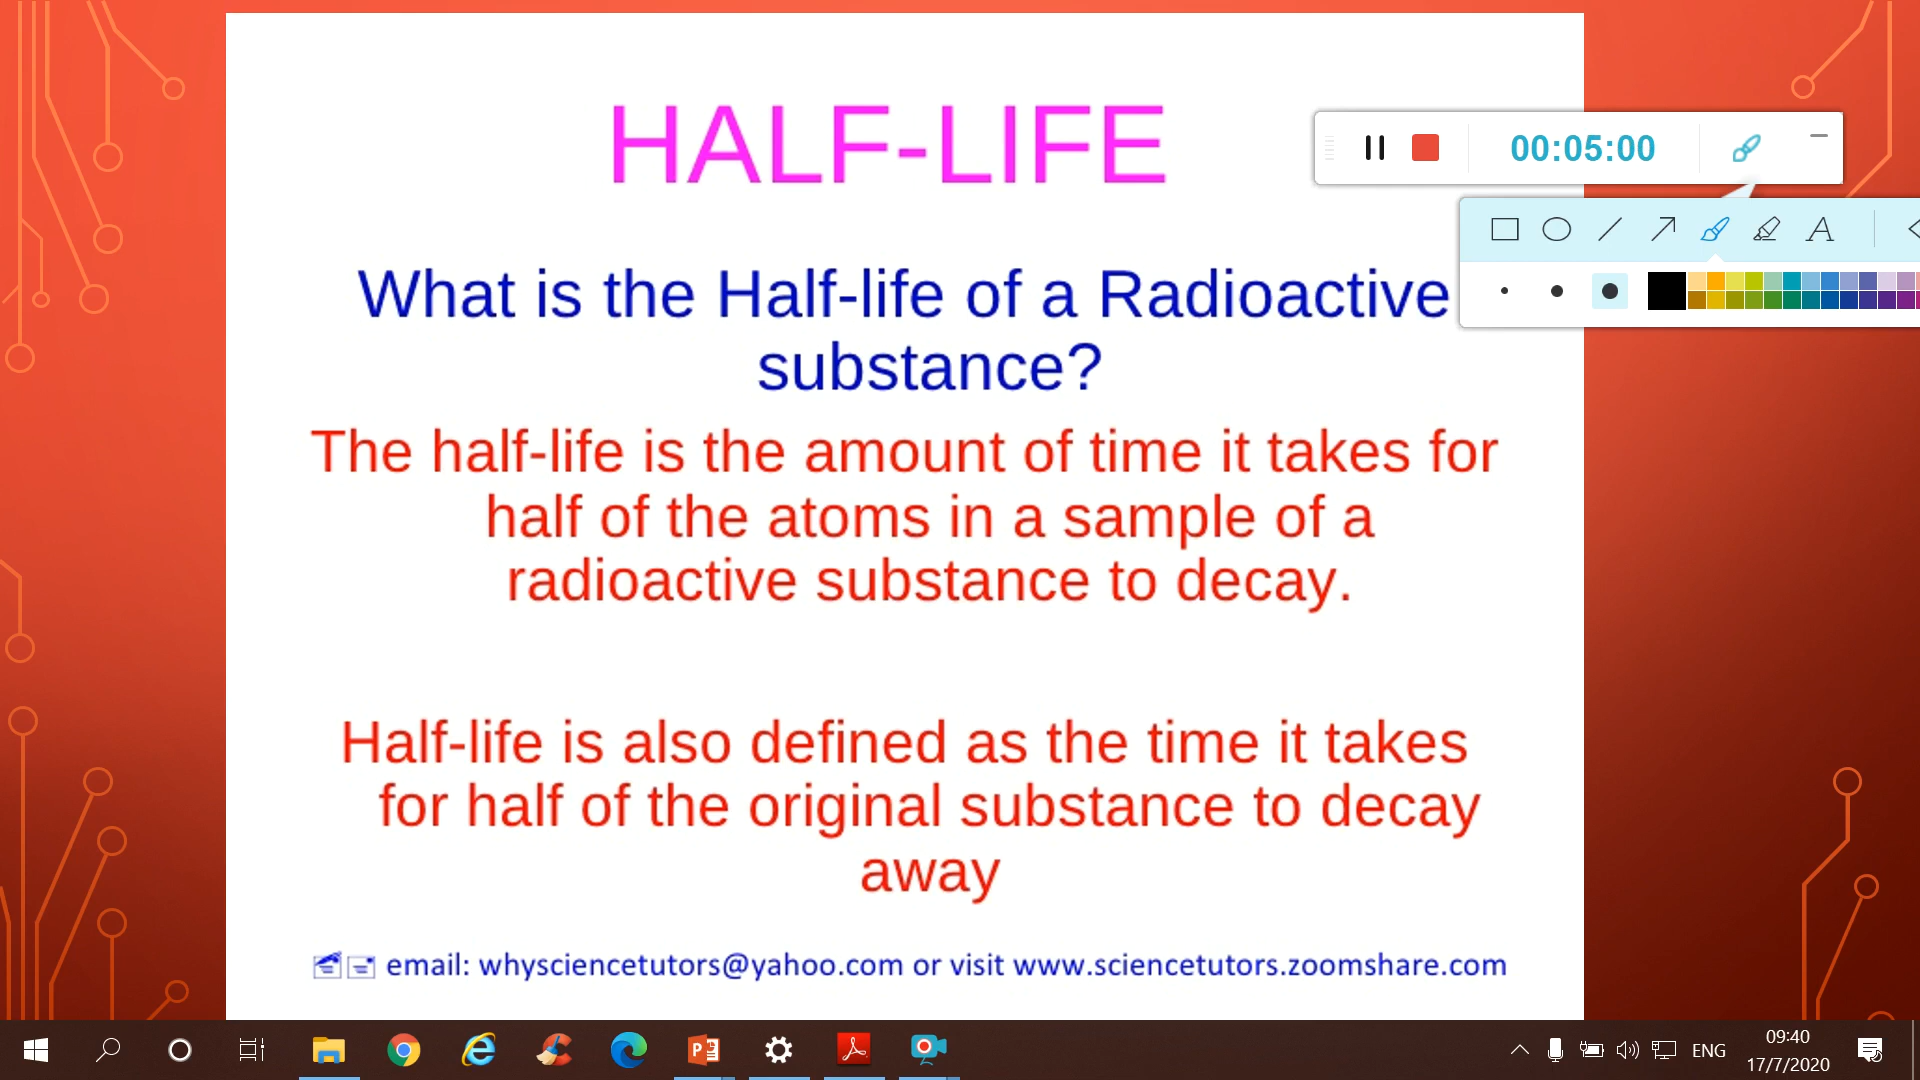 HALF-LIFE
00:05:00
A
What is the Half-life of a Radioactive
substance?
The half-life is the amount of time it takes for
half of the atoms in a sample of a
radioactive substance to decay.
Half-life is also defined as the time it takes
for half of the original substance to decay
away
email: whysciencetutors@yahoo.com or visit www.sciencetutors.zoomshare.com
ENG
09:40
17/7/2020